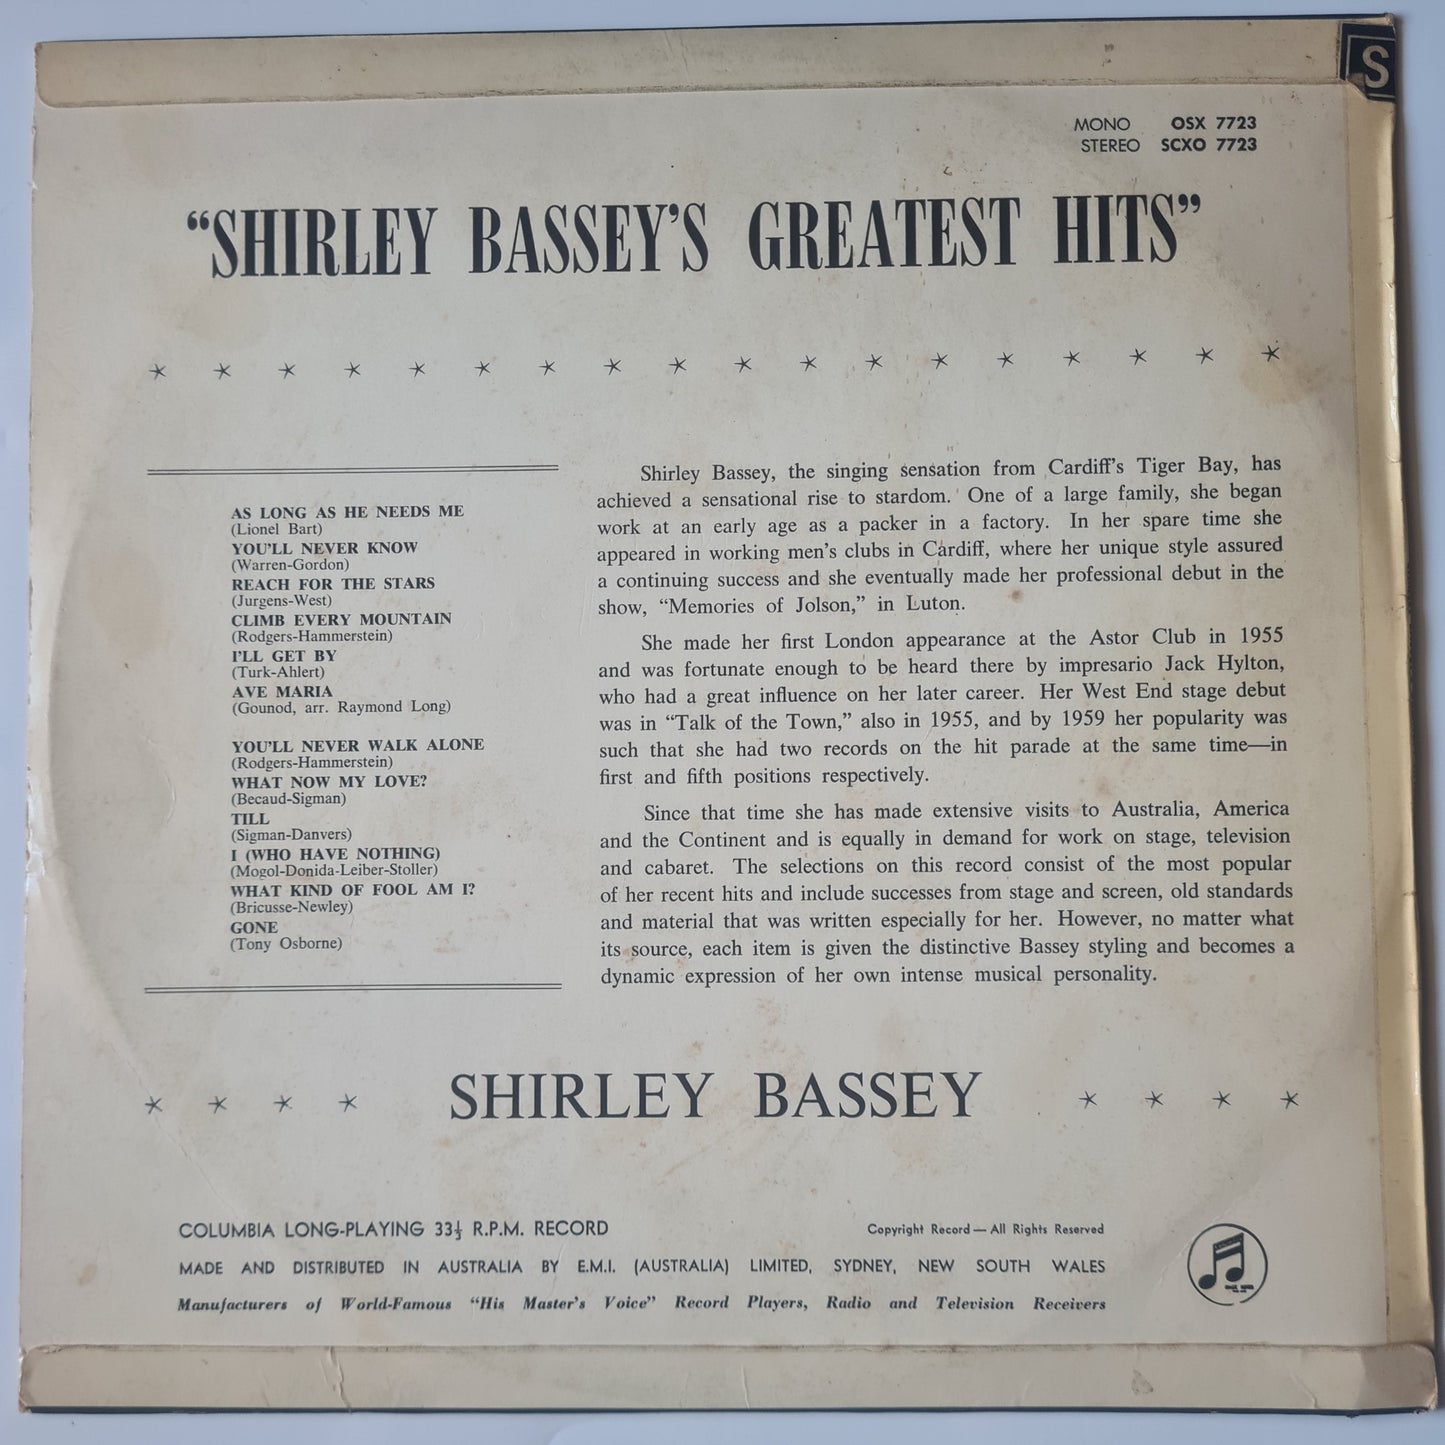 S
MONO OSX 7723
STEREO SCXO 7723
“SHIRLEY BASSEY’S GREATEST HITS”
AS LONG AS HE NEEDS ME
(Lionel Bart)
YOU’LL NEVER KNOW
(Warren-Gordon)
REACH FOR THE STARS
(Jurgens-West)
CLIMB EVERY MOUNTAIN
(Rodgers-Hammerstein)
I’LL GET BY
(Turk-Ahlert)
AVE MARIA
(Gounod, arr. Raymond Long)
YOU’LL NEVER WALK ALONE
(Rodgers-Hammerstein)
WHAT NOW MY LOVE?
(Becaud-Sigman)
TILL
(Sigman-Danvers)
I (WHO HAVE NOTHING)
(Mogol-Donida-Leiber-Stoller)
WHAT KIND OF FOOL AM I?
(Bricusse-Newley)
GONE
(Tony Osborne)
Shirley Bassey, the singing sensation from Cardiff’s Tiger Bay, has
achieved a sensational rise to stardom. One of a large family, she began
work at an early age as a packer in a factory. In her spare time she
appeared in working men’s clubs in Cardiff, where her unique style assured
a continuing success and she eventually made her professional debut in the
show, “Memories of Jolson,” in Luton.
She made her first London appearance at the Astor Club in 1955
and was fortunate enough to be heard there by impresario Jack Hylton,
who had a great influence on her later career. Her West End stage debut
was in “Talk of the Town,” also in 1955, and by 1959 her popularity was
such that she had two records on the hit parade at the same time—in
first and fifth positions respectively.
Since that time she has made extensive visits to Australia, America
and the Continent and is equally in demand for work on stage, television
and cabaret. The selections on this record consist of the most popular
of her recent hits and include successes from stage and screen, old standards
and material that was written especially for her. However, no matter what
its source, each item is given the distinctive Bassey styling and becomes a
dynamic expression of her own intense musical personality.
SHIRLEY BASSEY
COLUMBIA LONG-PLAYING 33⅓ R.P.M. RECORD
Copyright Record — All Rights Reserved
MADE AND DISTRIBUTED IN AUSTRALIA BY E.M.I. (AUSTRALIA) LIMITED, SYDNEY, NEW SOUTH WALES
Manufacturers of World-Famous “His Master’s Voice” Record Players, Radio and Television Receivers